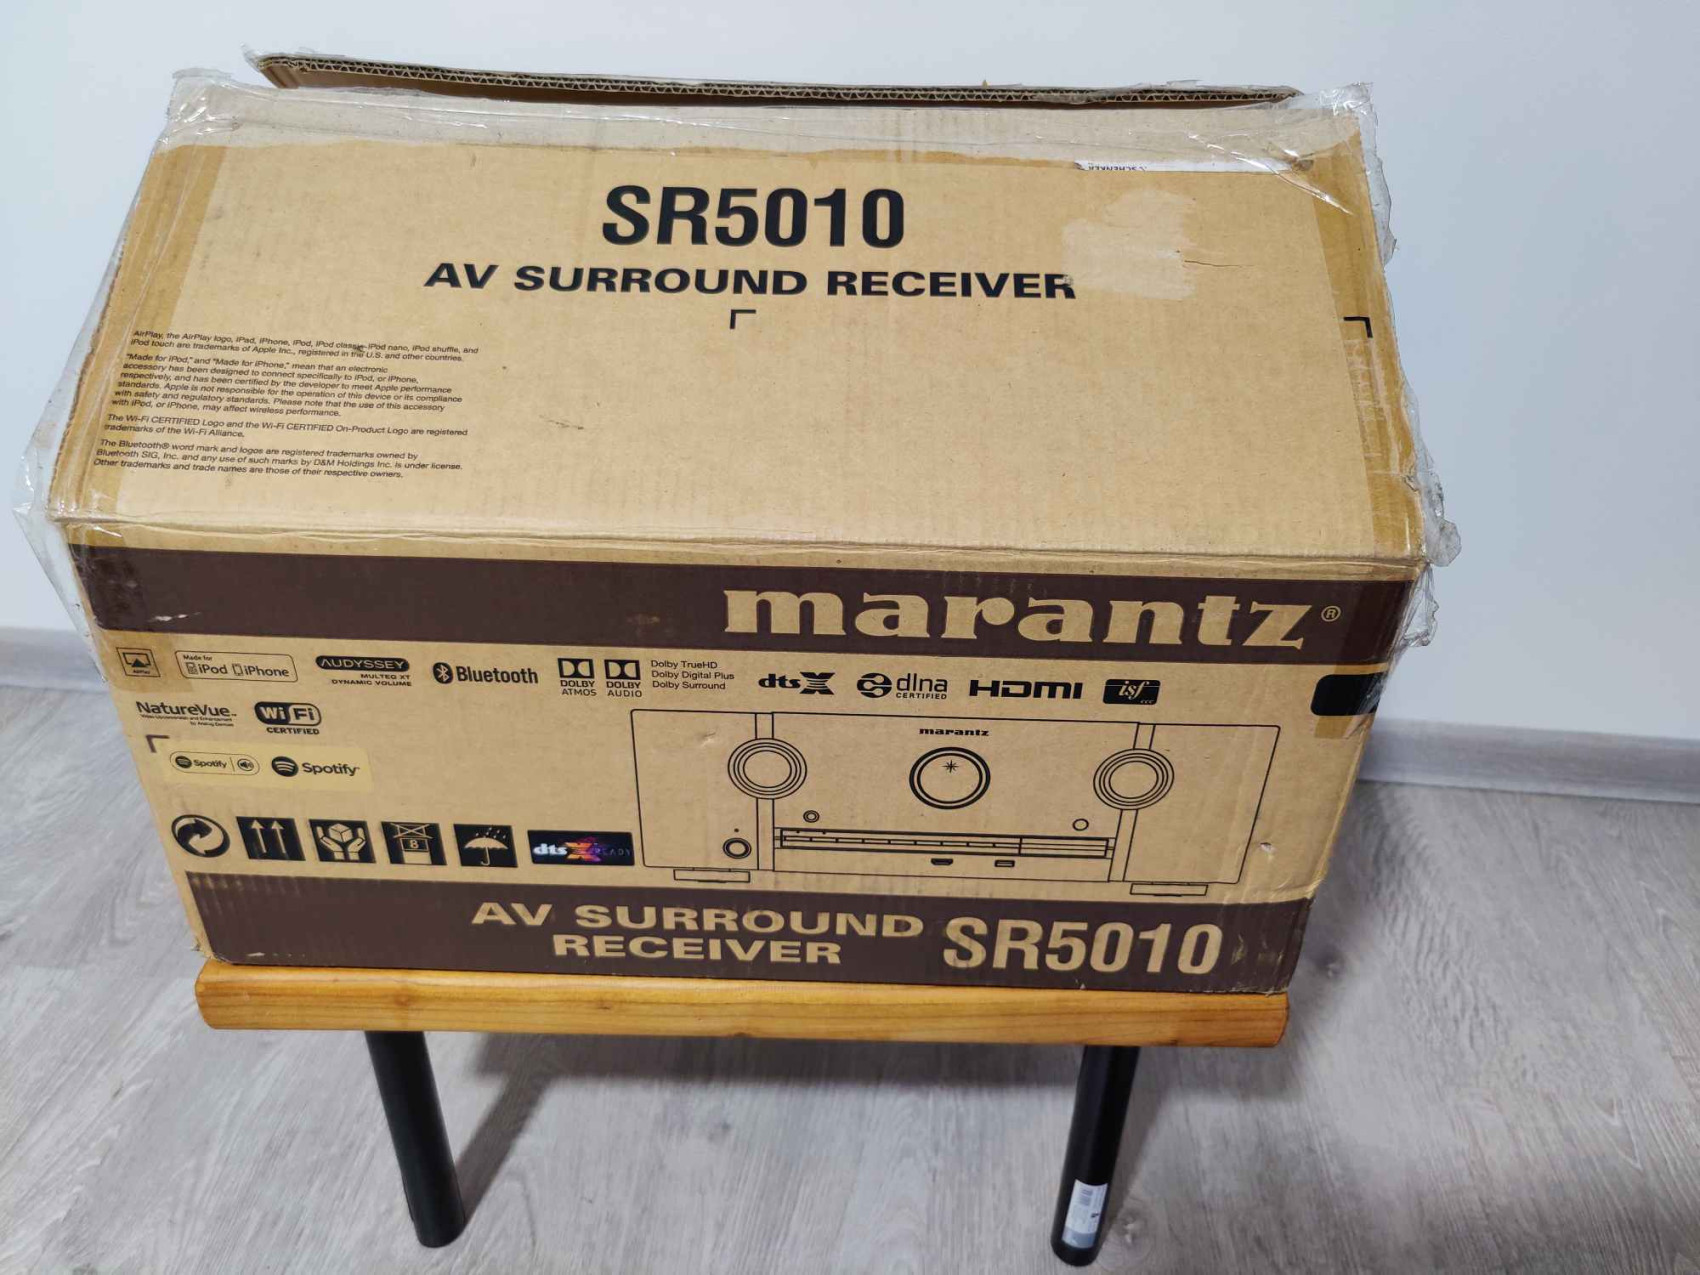 SCHENKER
SR5010
AV SURROUND RECEIVER
AirPlay, the AirPlay logo, iPad, iPhone, iPod, iPod classic, iPod nano, iPod shuffle, and
iPod touch are trademarks of Apple Inc., registered in the U.S. and other countries.
"Made for iPod," and "Made for iPhone," mean that an electronic
accessory has been designed to connect specifically to iPod, or iPhone,
respectively, and has been certified by the developer to meet Apple performance
standards. Apple is not responsible for the operation of this device or its compliance
with safety and regulatory standards. Please note that the use of this accessory
with iPod, or iPhone, may affect wireless performance.
The Wi-Fi CERTIFIED Logo and the Wi-Fi CERTIFIED On-Product Logo are registered
trademarks of the Wi-Fi Alliance.
The Bluetooth® word mark and logos are registered trademarks owned by
Bluetooth SIG, Inc. and any use of such marks by D&M Holdings Inc. is under license.
Other trademarks and trade names are those of their respective owners.
marantz®
AirPlay
Made for
iPod iPhone
AUDYSSEY
MULTEQ XT
DYNAMIC VOLUME
Bluetooth
DOLBY
ATMOS
DOLBY
AUDIO
Dolby TrueHD
Dolby Digital Plus
Dolby Surround
dts X
dlna
CERTIFIED
HDMI
isf
ccc
NatureVue™
Wi Fi
CERTIFIED
marantz
Spotify
Spotify
8
dts X READY
AV SURROUND
RECEIVER
SR5010